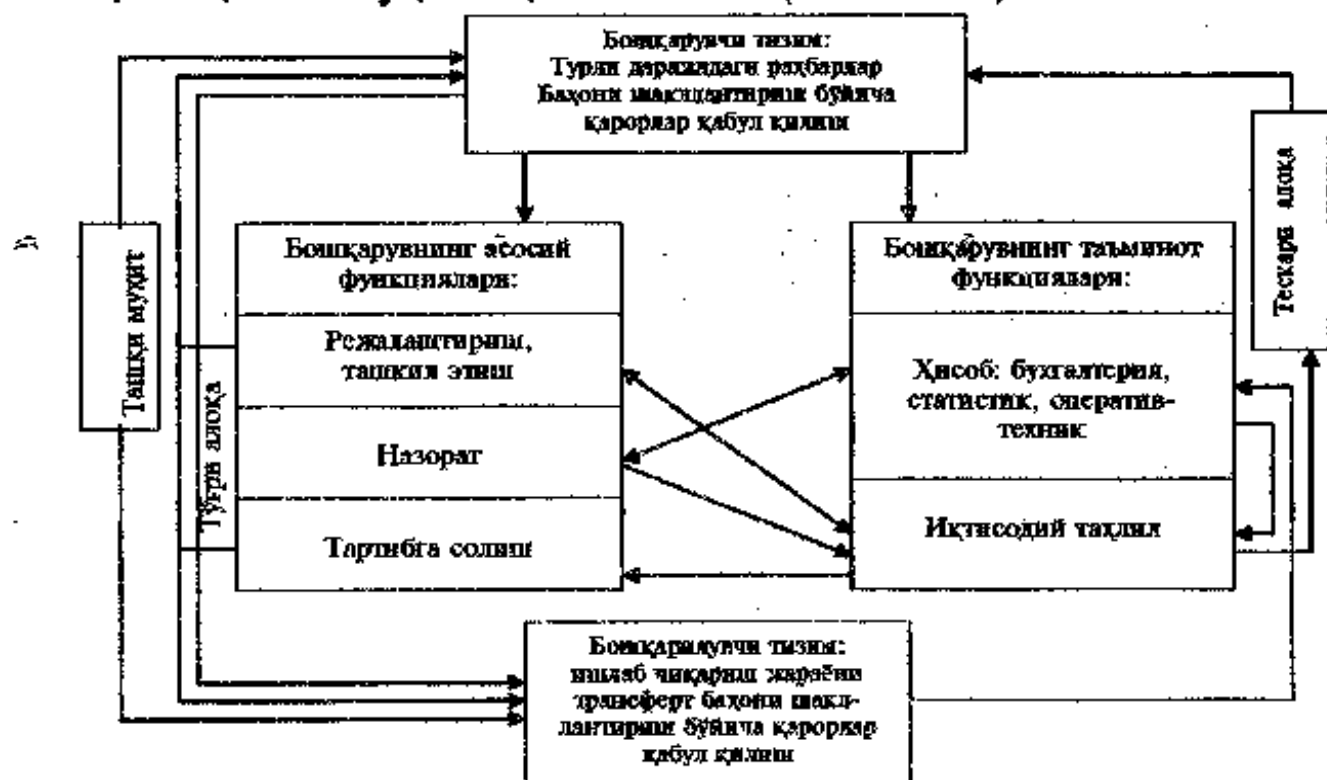 Бошқарувчи тизим:
Турли даражадаги раҳбарлар
Баҳони шакллантириш бўйича
қарорлар қабул қилиш
Ташқи муҳит
Тўғри алоқа
Бошқарувнинг асосий
функциялари:
Режалаштириш,
ташкил этиш
Назорат
Тартибга солиш
Бошқарувнинг таъминот
функциялари:
Ҳисоб: бухгалтерия,
статистик, оператив-
техник
Иқтисодий таҳлил
Тескари алоқа
Бошқарилувчи тизим:
ишлаб чиқариш жараёни
трансферт баҳони шакл-
лантириш бўйича қарорлар
қабул қилиш